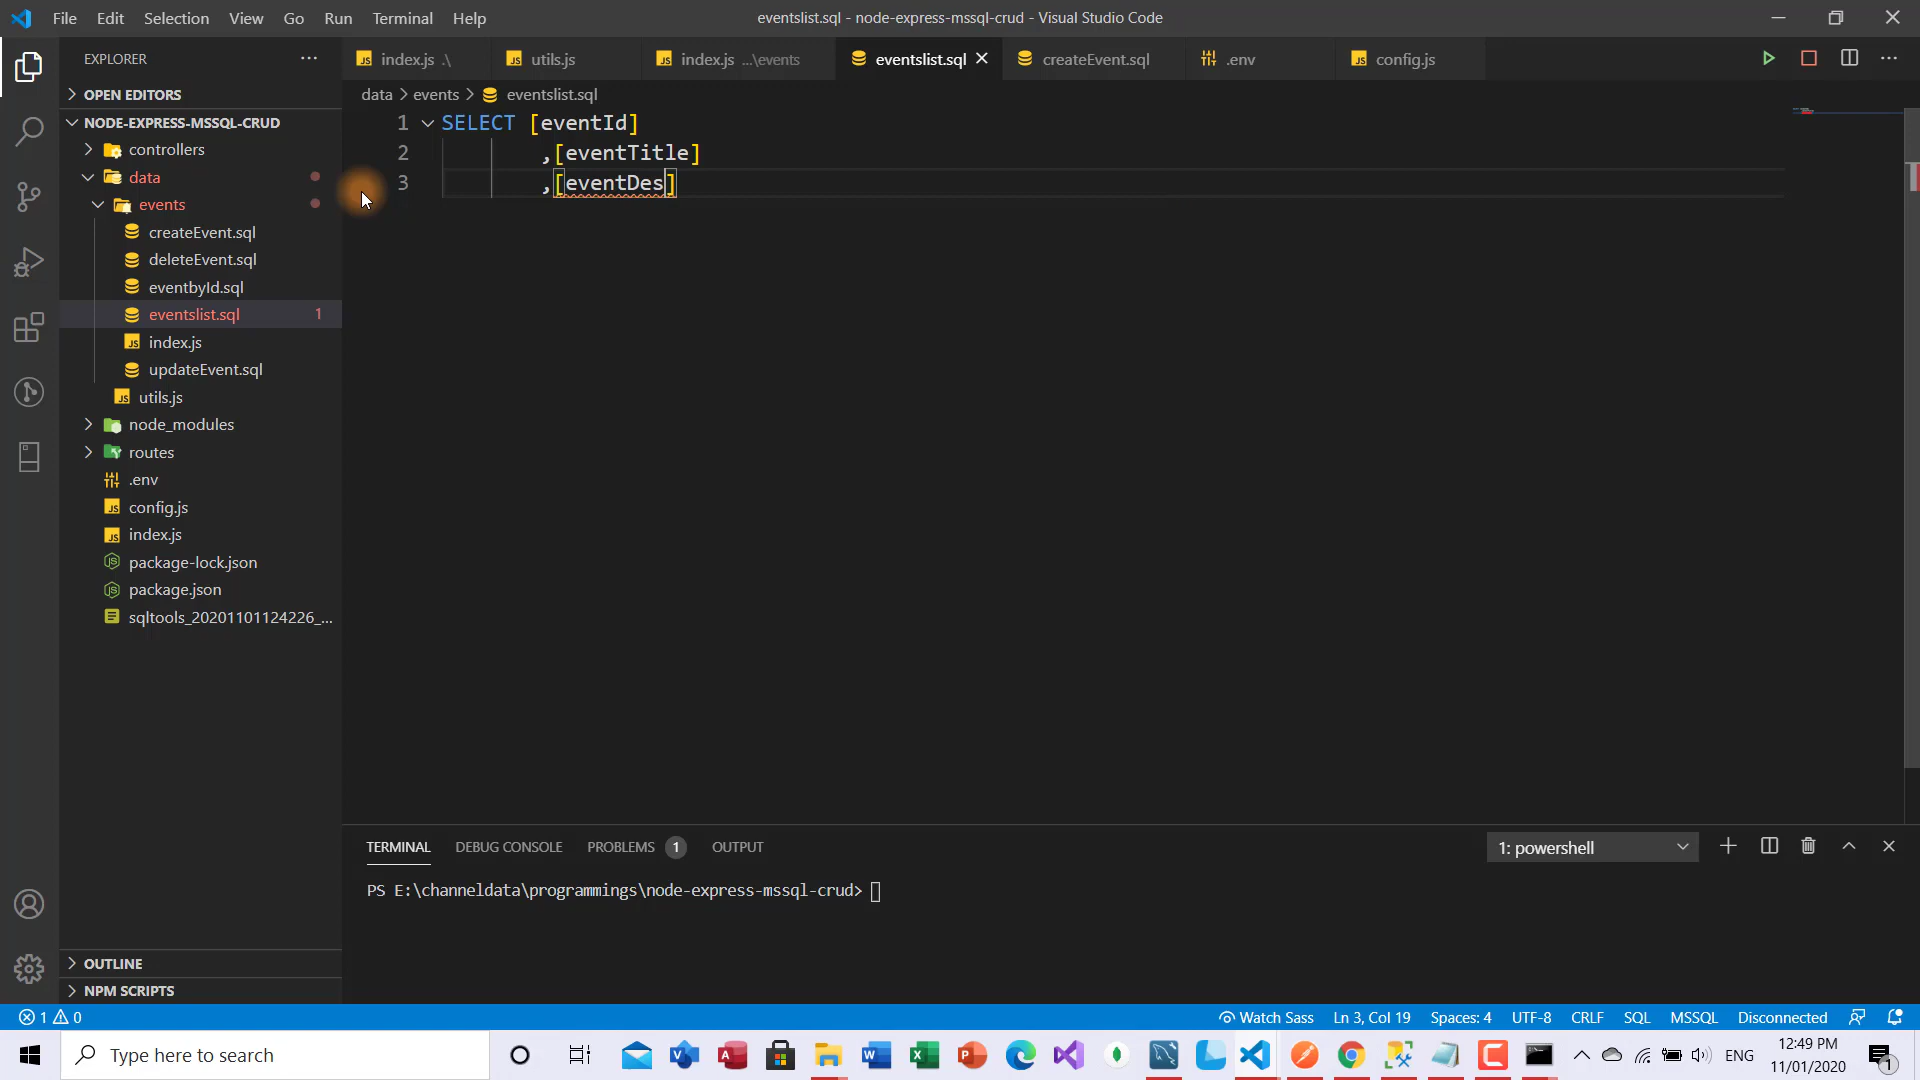 File Edit Selection View Go Run Terminal Help
eventslist.sql - node-express-mssql-crud - Visual Studio Code
EXPLORER
index.js .\
utils.js
index.js ...\events
eventslist.sql
createEvent.sql
.env
config.js
OPEN EDITORS
NODE-EXPRESS-MSSQL-CRUD
controllers
data
events
createEvent.sql
deleteEvent.sql
eventbyId.sql
eventslist.sql 1
index.js
updateEvent.sql
utils.js
node_modules
routes
.env
config.js
index.js
package-lock.json
package.json
sqltools_20201101124226_...
OUTLINE
NPM SCRIPTS
data > events > eventslist.sql
1 SELECT [eventId]
2 ,[eventTitle]
3 ,[eventDes]
TERMINAL DEBUG CONSOLE PROBLEMS 1 OUTPUT
1: powershell
PS E:\channeldata\programmings\node-express-mssql-crud>
1 0
Watch Sass Ln 3, Col 19 Spaces: 4 UTF-8 CRLF SQL MSSQL Disconnected
Type here to search
ENG
12:49 PM
11/01/2020
1